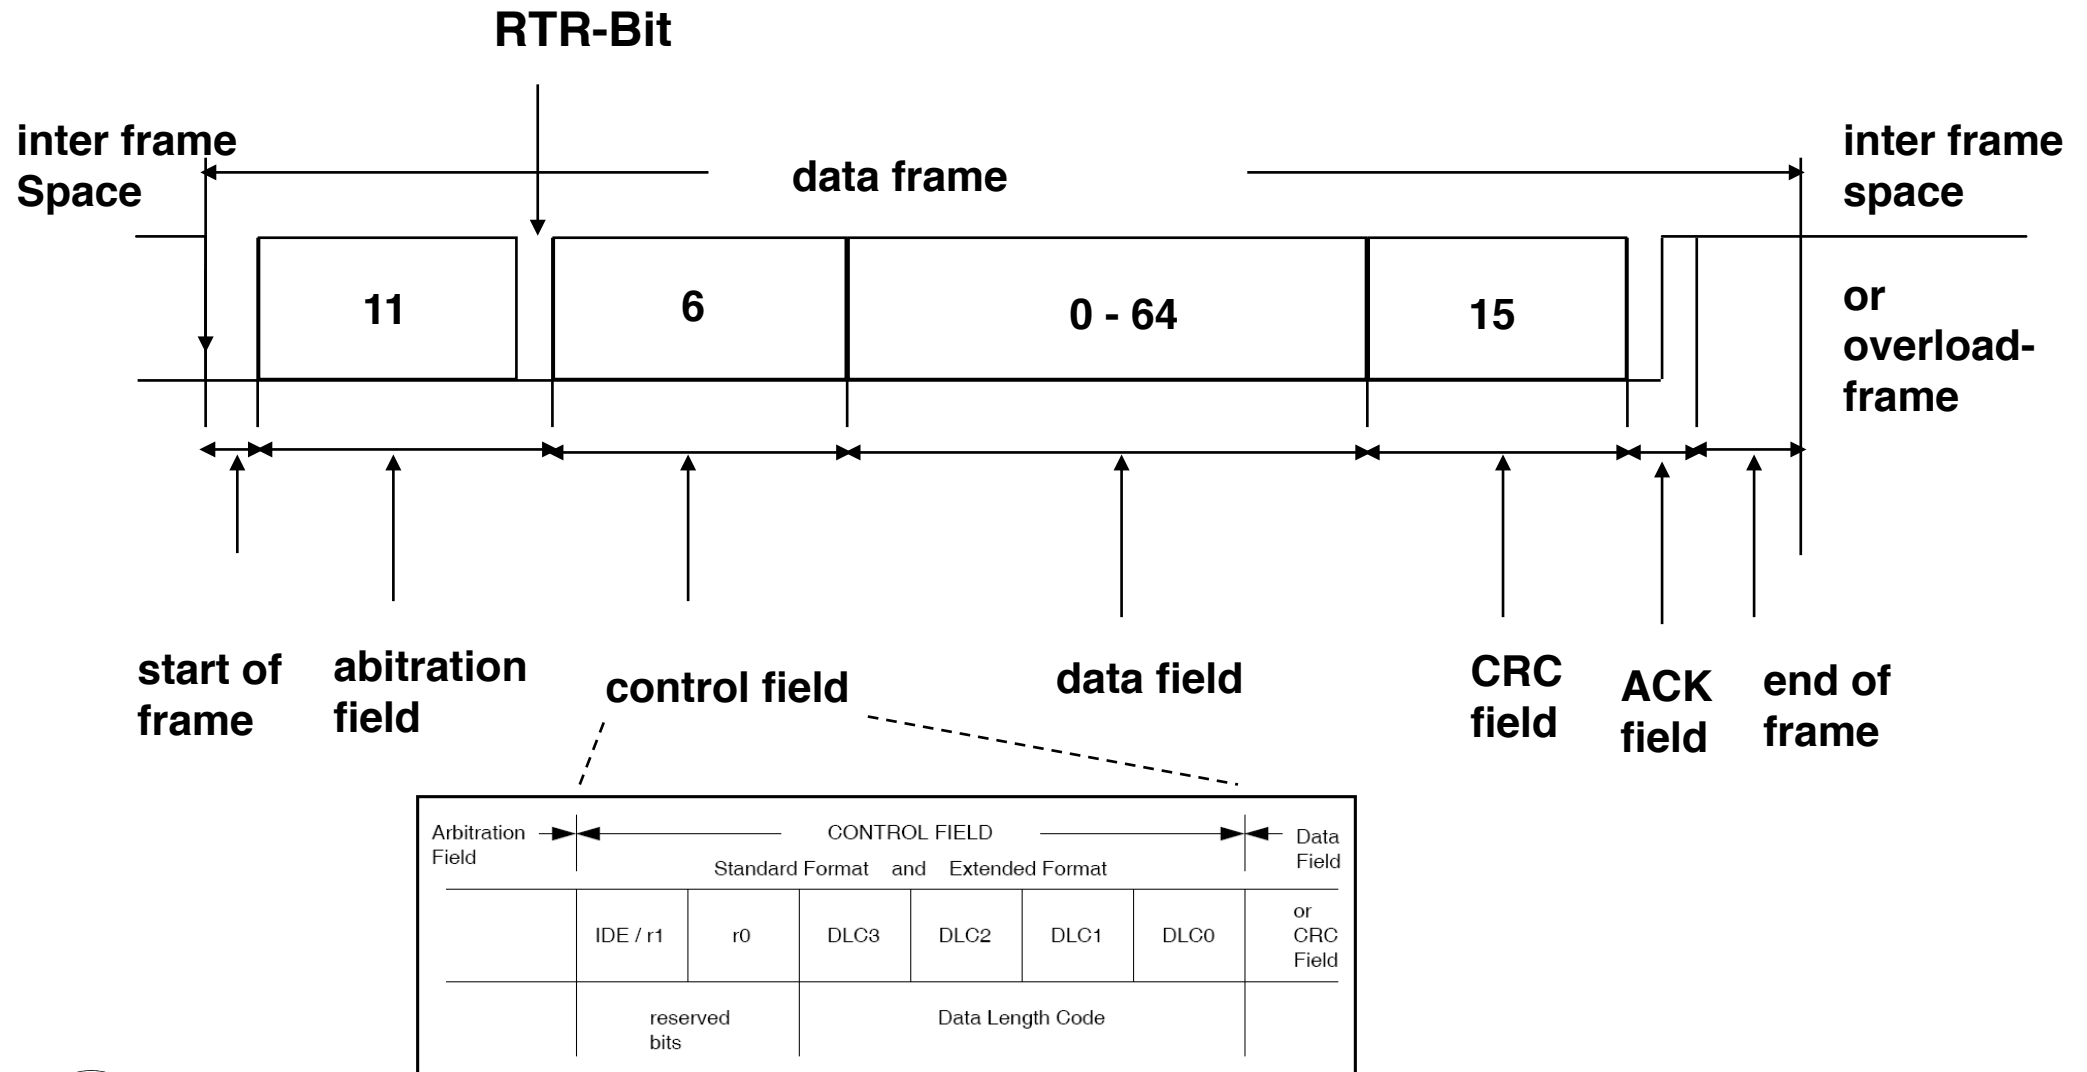 RTR-Bit
inter frame
Space
data frame
inter frame
space
11
6
0 - 64
15
or
overload-
frame
start of
frame
abitration
field
control field
data field
CRC
field
ACK
field
end of
frame
Arbitration
Field
CONTROL FIELD
Data
Field
Standard Format and Extended Format
IDE / r1
r0
DLC3
DLC2
DLC1
DLC0
or
CRC
Field
reserved
bits
Data Length Code